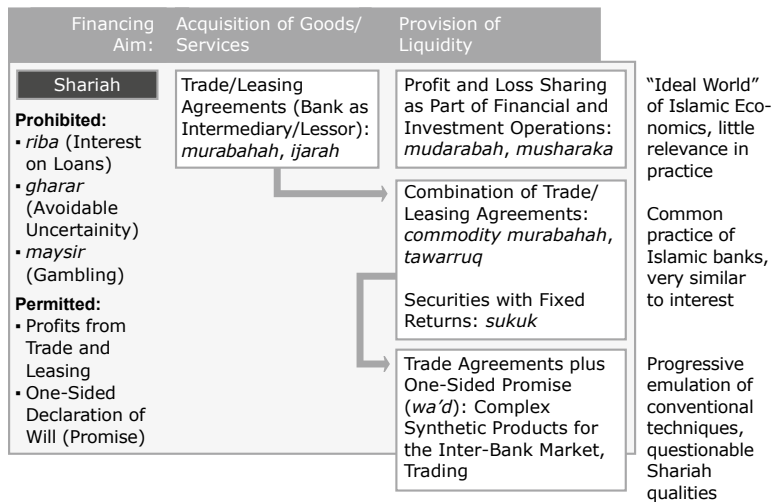 Financing
Aim:
Acquisition of Goods/
Services
Provision of
Liquidity
Shariah
Prohibited:
▪ riba (Interest
on Loans)
▪ gharar
(Avoidable
Uncertainity)
▪ maysir
(Gambling)
Permitted:
▪ Profits from
Trade and
Leasing
▪ One-Sided
Declaration of
Will (Promise)
Trade/Leasing
Agreements (Bank as
Intermediary/Lessor):
murabahah, ijarah
Profit and Loss Sharing
as Part of Financial and
Investment Operations:
mudarabah, musharaka
“Ideal World”
of Islamic Eco-
nomics, little
relevance in
practice
Combination of Trade/
Leasing Agreements:
commodity murabahah,
tawarruq
Securities with Fixed
Returns: sukuk
Common
practice of
Islamic banks,
very similar
to interest
Trade Agreements plus
One-Sided Promise
(wa’d): Complex
Synthetic Products for
the Inter-Bank Market,
Trading
Progressive
emulation of
conventional
techniques,
questionable
Shariah
qualities